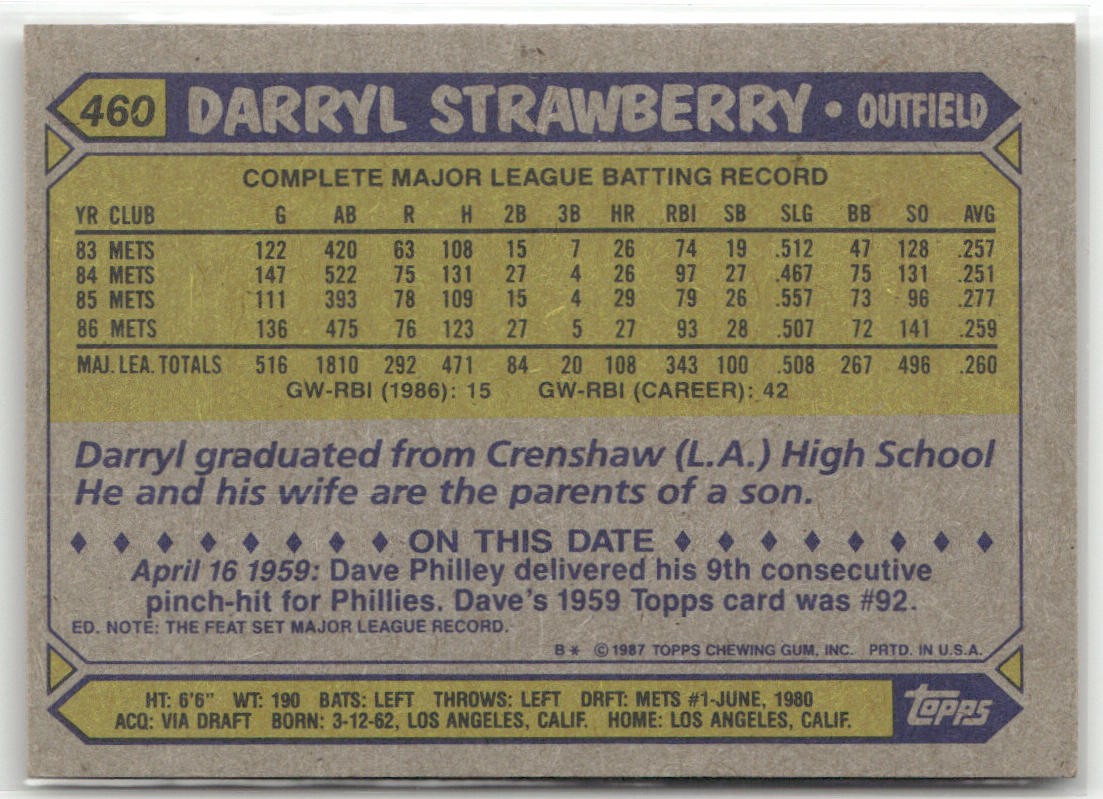 460 DARRYL STRAWBERRY • OUTFIELD
COMPLETE MAJOR LEAGUE BATTING RECORD
YR CLUB G AB R H 2B 3B HR RBI SB SLG BB SO AVG
83 METS 122 420 63 108 15 7 26 74 19 .512 47 128 .257
84 METS 147 522 75 131 27 4 26 97 27 .467 75 131 .251
85 METS 111 393 78 109 15 4 29 79 26 .557 73 96 .277
86 METS 136 475 76 123 27 5 27 93 28 .507 72 141 .259
MAJ. LEA. TOTALS 516 1810 292 471 84 20 108 343 100 .508 267 496 .260
GW-RBI (1986): 15 GW-RBI (CAREER): 42
Darryl graduated from Crenshaw (L.A.) High School
He and his wife are the parents of a son.
♦ ♦ ♦ ♦ ♦ ♦ ♦ ♦ ON THIS DATE ♦ ♦ ♦ ♦ ♦ ♦ ♦ ♦
April 16 1959: Dave Philley delivered his 9th consecutive
pinch-hit for Phillies. Dave's 1959 Topps card was #92.
ED. NOTE: THE FEAT SET MAJOR LEAGUE RECORD.
B* ©1987 TOPPS CHEWING GUM, INC. PRTD. IN U.S.A.
HT: 6'6" WT: 190 BATS: LEFT THROWS: LEFT DRFT: METS #1-JUNE, 1980
ACQ: VIA DRAFT BORN: 3-12-62, LOS ANGELES, CALIF. HOME: LOS ANGELES, CALIF.
topps